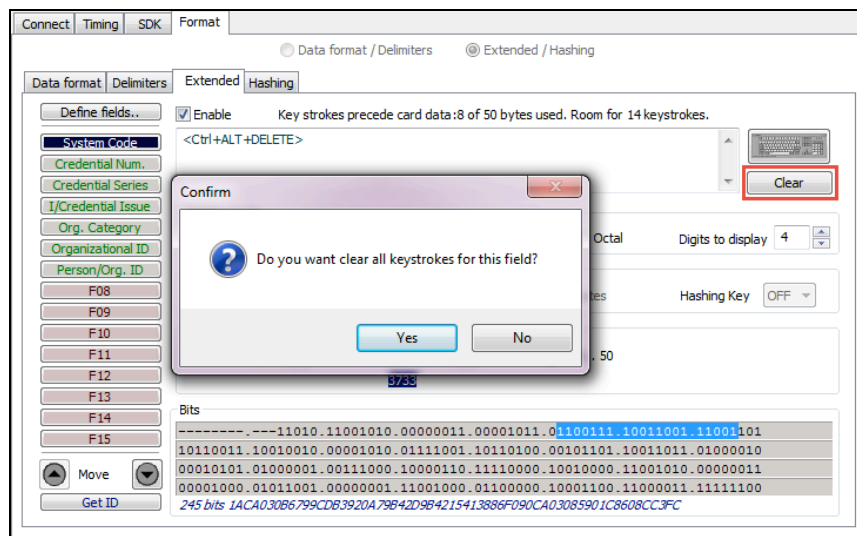 Connect Timing SDK Format
Data format / Delimiters Extended / Hashing
Data format Delimiters Extended Hashing
Define fields.. Enable Key strokes precede card data:8 of 50 bytes used. Room for 14 keystrokes.
System Code <Ctrl+ALT+DELETE>
Credential Num.
Credential Series Clear
Confirm
I/Credential Issue
Org. Category Octal Digits to display 4
Organizational ID
Do you want clear all keystrokes for this field?
Person/Org. ID
F08 Hashing Key OFF
F09
F10 Yes No
F11 . 50
F12 3733
F13
Bits
F14
--------.---11010.11001010.00000011.00001011.01100111.10011001.11001101
F15
10110011.10010010.00001010.01111001.10110100.00101101.10011011.01000010
Move 00010101.01000001.00111000.10000110.11110000.10010000.11001010.00000011
00001000.01011001.00000001.11001000.01100000.10001100.11000011.11111100
Get ID 245 bits 1ACA030B6799CDB3920A79B42D9B4215413886F090CA03085901C8608CC3FC